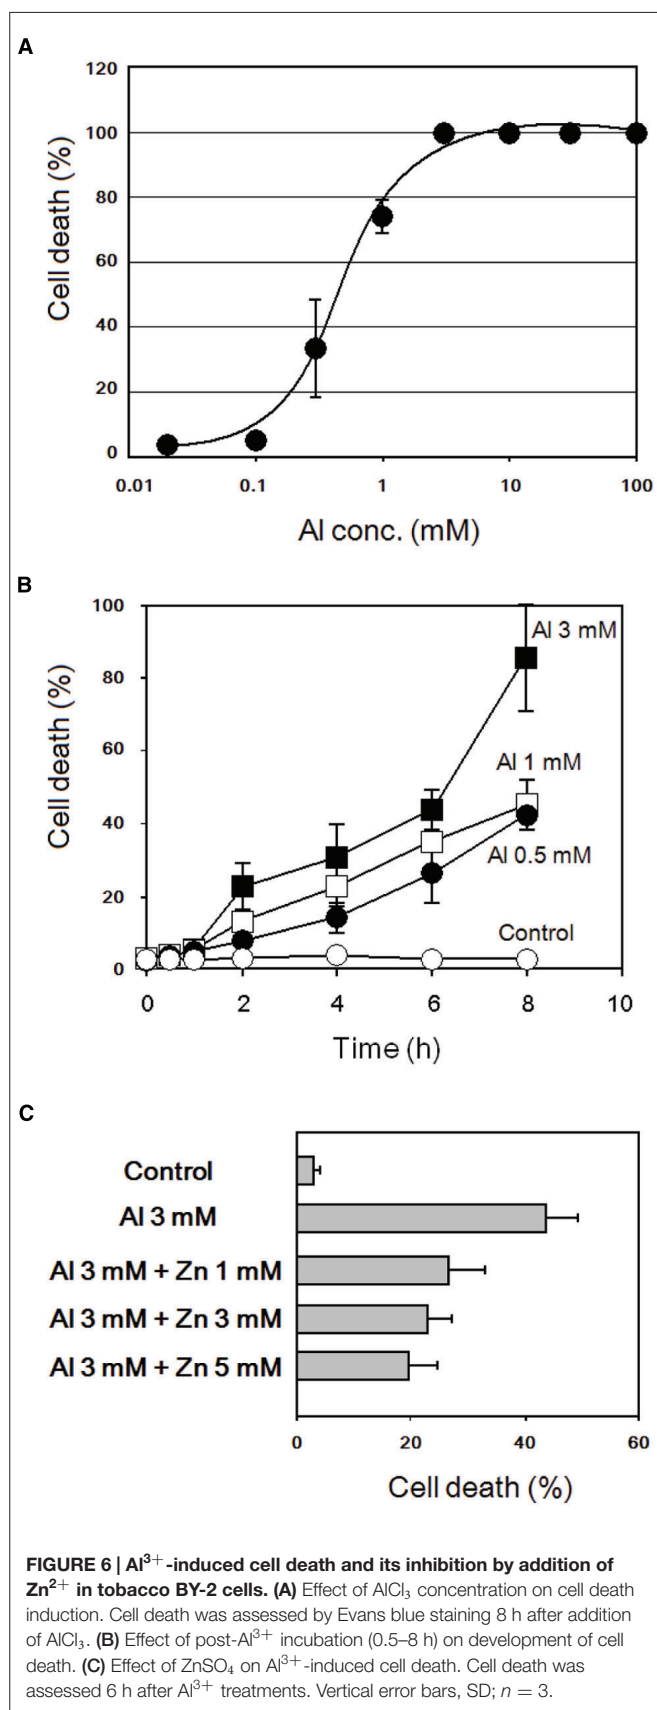 A
120
100
80
60
40
20
0
Cell death (%)
0.01 0.1 1 10 100
Al conc. (mM)
B
100
80
60
40
20
0
Cell death (%)
Al 3 mM
Al 1 mM
Al 0.5 mM
Control
0 2 4 6 8 10
Time (h)
C
Control
Al 3 mM
Al 3 mM + Zn 1 mM
Al 3 mM + Zn 3 mM
Al 3 mM + Zn 5 mM
0 20 40 60
Cell death (%)
FIGURE 6 | Al³⁺-induced cell death and its inhibition by addition of
Zn²⁺ in tobacco BY-2 cells. (A) Effect of AlCl₃ concentration on cell death
induction. Cell death was assessed by Evans blue staining 8 h after addition
of AlCl₃. (B) Effect of post-Al³⁺ incubation (0.5–8 h) on development of cell
death. (C) Effect of ZnSO₄ on Al³⁺-induced cell death. Cell death was
assessed 6 h after Al³⁺ treatments. Vertical error bars, SD; n = 3.